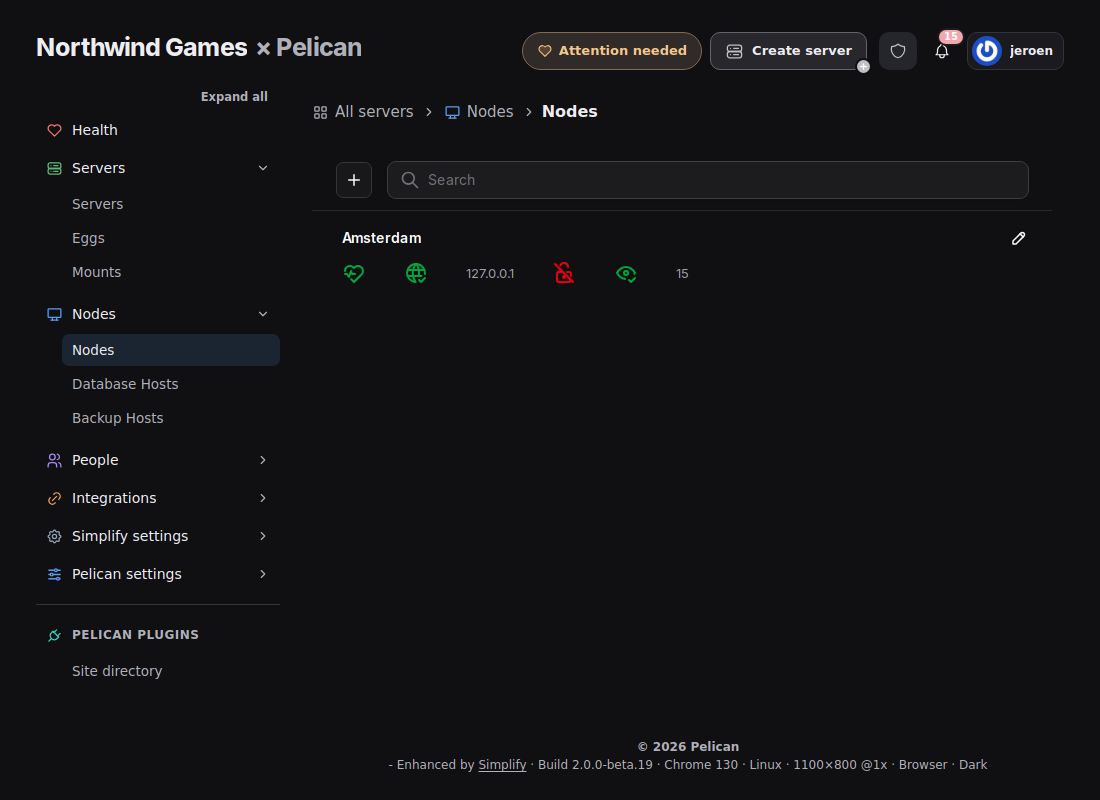 Northwind Games × Pelican
Attention needed
Create server
15
jeroen
Expand all
Health
Servers
Servers
Eggs
Mounts
Nodes
Nodes
Database Hosts
Backup Hosts
People
Integrations
Simplify settings
Pelican settings
PELICAN PLUGINS
Site directory
All servers > Nodes > Nodes
Search
Amsterdam
127.0.0.1
15
© 2026 Pelican
- Enhanced by Simplify · Build 2.0.0-beta.19 · Chrome 130 · Linux · 1100×800 @1x · Browser · Dark